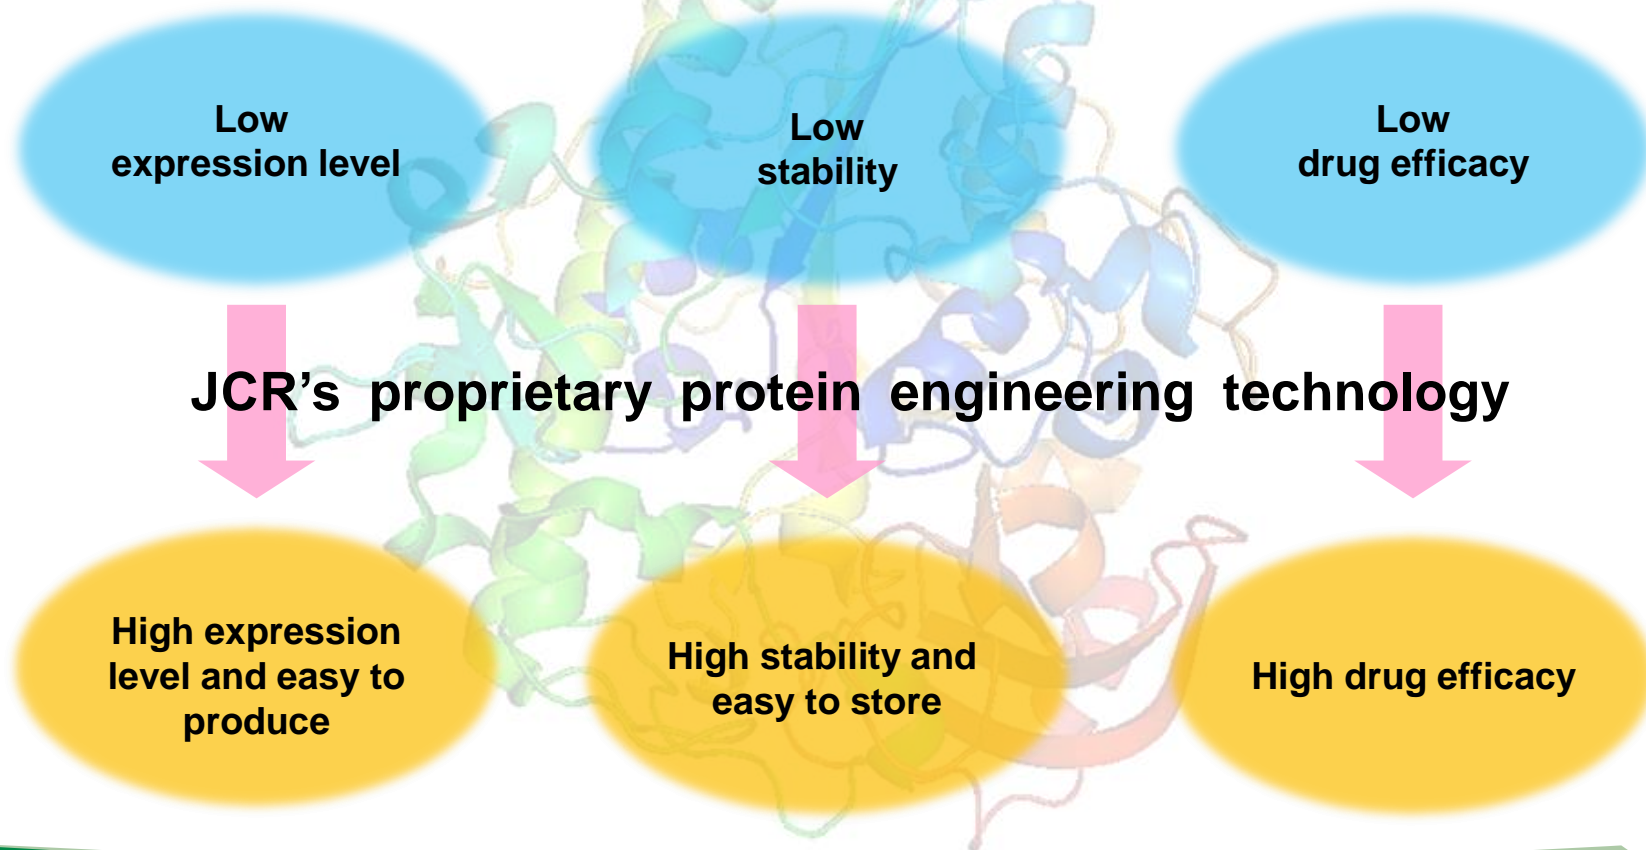 Low
expression level
Low
stability
Low
drug efficacy
JCR’s proprietary protein engineering technology
High expression
level and easy to
produce
High stability and
easy to store
High drug efficacy